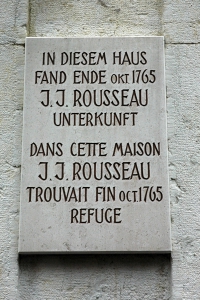 IN DIESEM HAUS
FAND ENDE OKT 1765
J. J. ROUSSEAU
UNTERKUNFT
DANS CETTE MAISON
J. J. ROUSSEAU
TROUVAIT FIN OCT. 1765
REFUGE